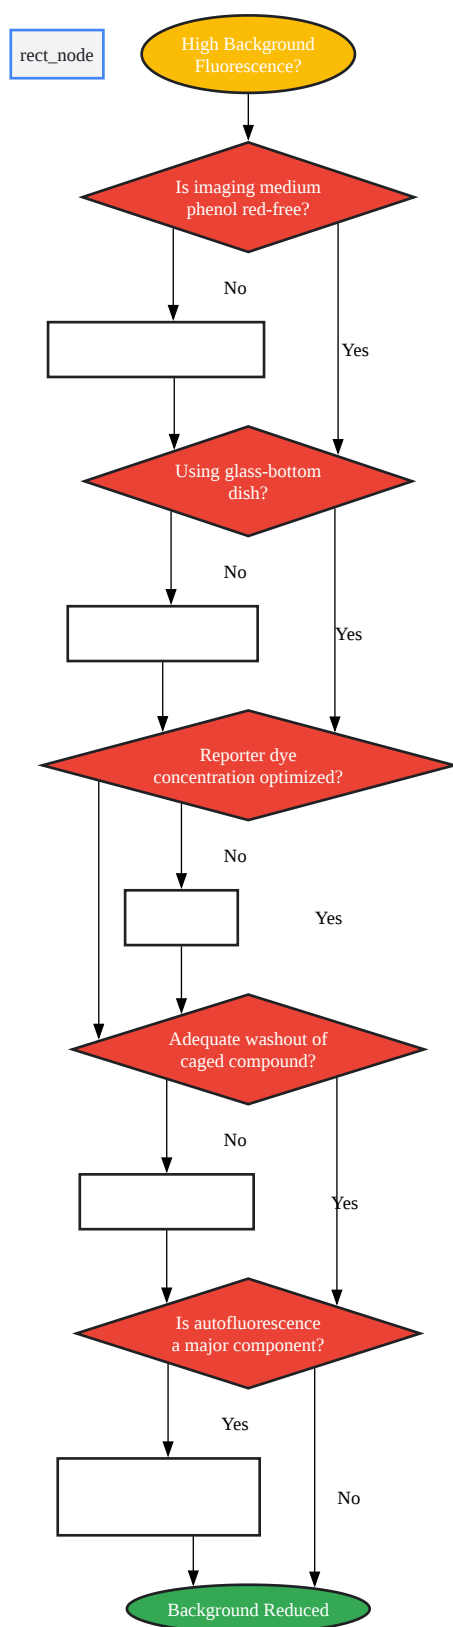 rect_node
High Background
Fluorescence?
Is imaging medium
phenol red-free?
No
Yes
Using glass-bottom
dish?
No
Yes
Reporter dye
concentration optimized?
No
Yes
Adequate washout of
caged compound?
No
Yes
Is autofluorescence
a major component?
Yes
No
Background Reduced